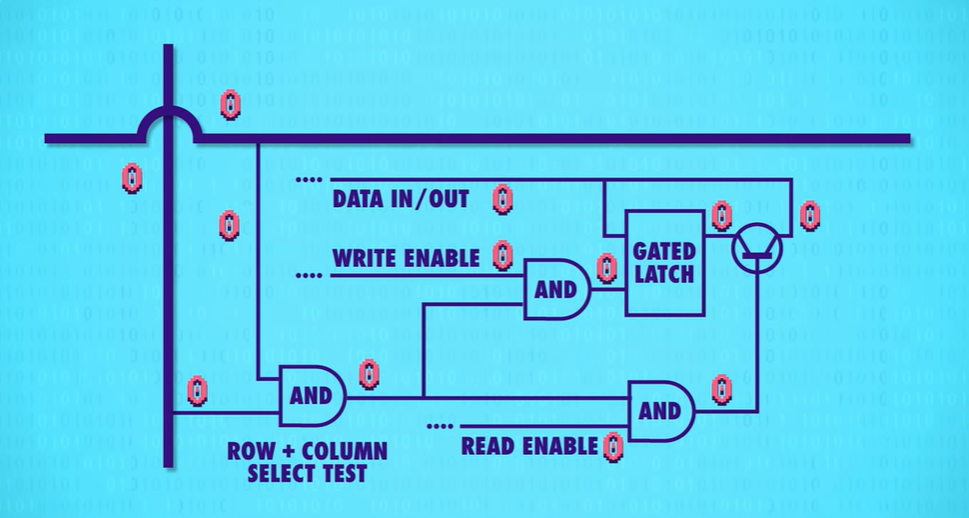 0
0
0
DATA IN/OUT 0
0
0
WRITE ENABLE 0
AND
0
GATED
LATCH
0
AND
0
AND
0
READ ENABLE 0
ROW + COLUMN
SELECT TEST